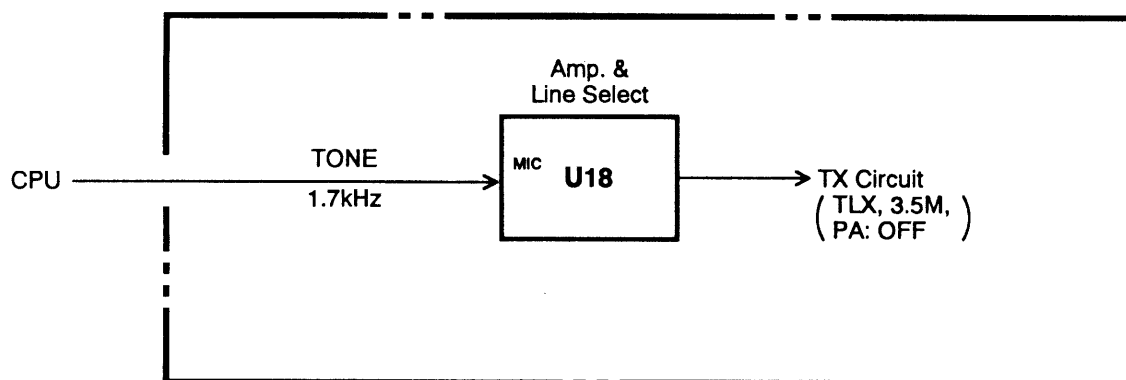 Amp. &
Line Select
CPU
TONE
1.7kHz
MIC
U18
TX Circuit
( TLX, 3.5M,
PA: OFF )